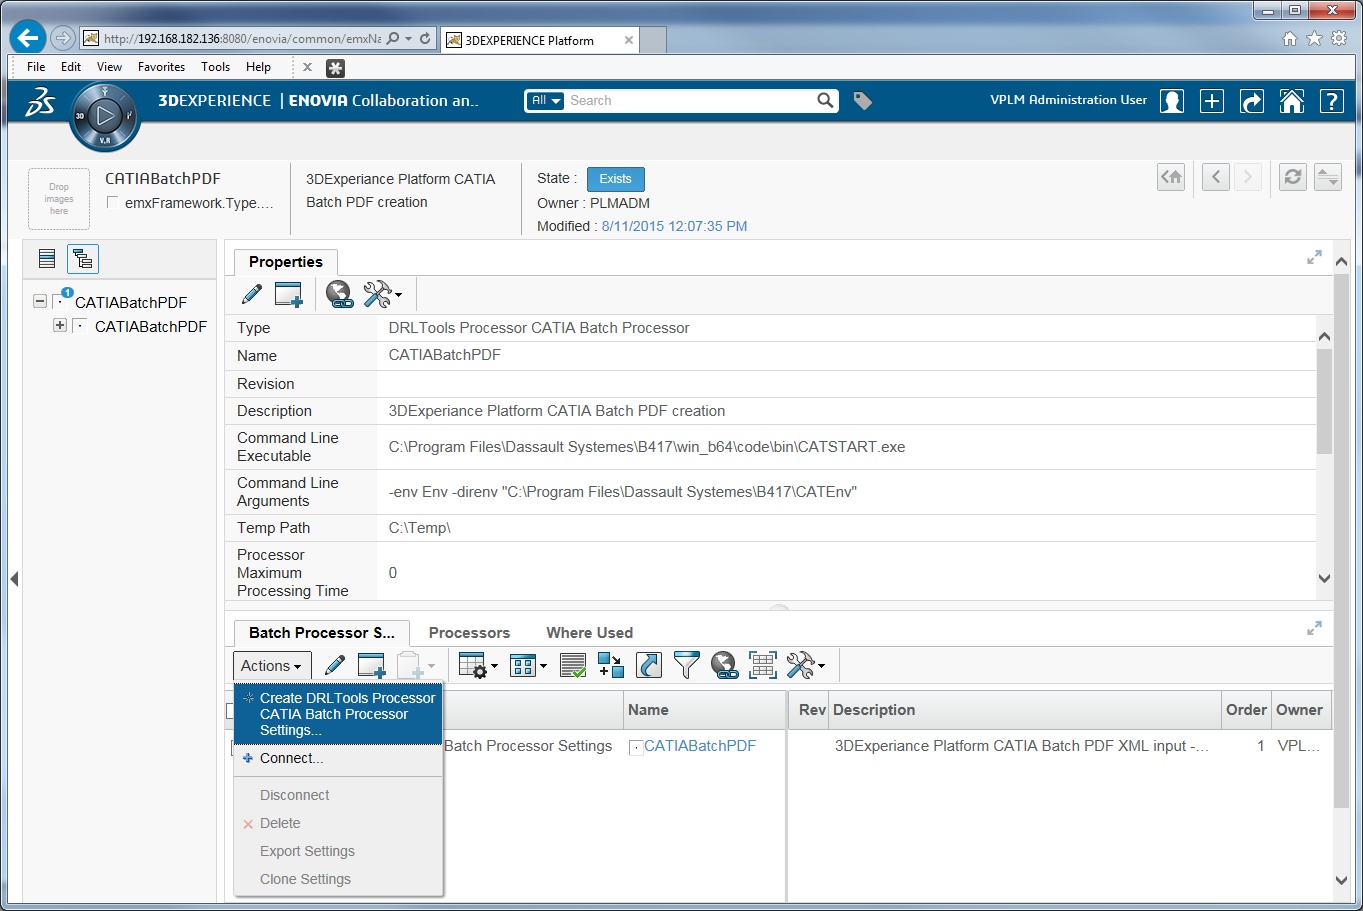 http://192.168.182.136:8080/enovia/common/emxNa
3DEXPERIENCE Platform
File Edit View Favorites Tools Help
3DEXPERIENCE | ENOVIA Collaboration an..
All Search
VPLM Administration User
3D
V.R
Drop images here
CATIABatchPDF
emxFramework.Type....
3DExperiance Platform CATIA
Batch PDF creation
State : Exists
Owner : PLMADM
Modified : 8/11/2015 12:07:35 PM
1
CATIABatchPDF
CATIABatchPDF
Properties
Type DRLTools Processor CATIA Batch Processor
Name CATIABatchPDF
Revision
Description 3DExperiance Platform CATIA Batch PDF creation
Command Line Executable C:\Program Files\Dassault Systemes\B417\win_b64\code\bin\CATSTART.exe
Command Line Arguments -env Env -direnv "C:\Program Files\Dassault Systemes\B417\CATEnv"
Temp Path C:\Temp\
Processor Maximum Processing Time 0
Batch Processor S... Processors Where Used
Actions
Create DRLTools Processor
CATIA Batch Processor
Settings...
Connect...
Disconnect
Delete
Export Settings
Clone Settings
Name Rev Description Order Owner
Batch Processor Settings CATIABatchPDF 3DExperiance Platform CATIA Batch PDF XML input -... 1 VPL...